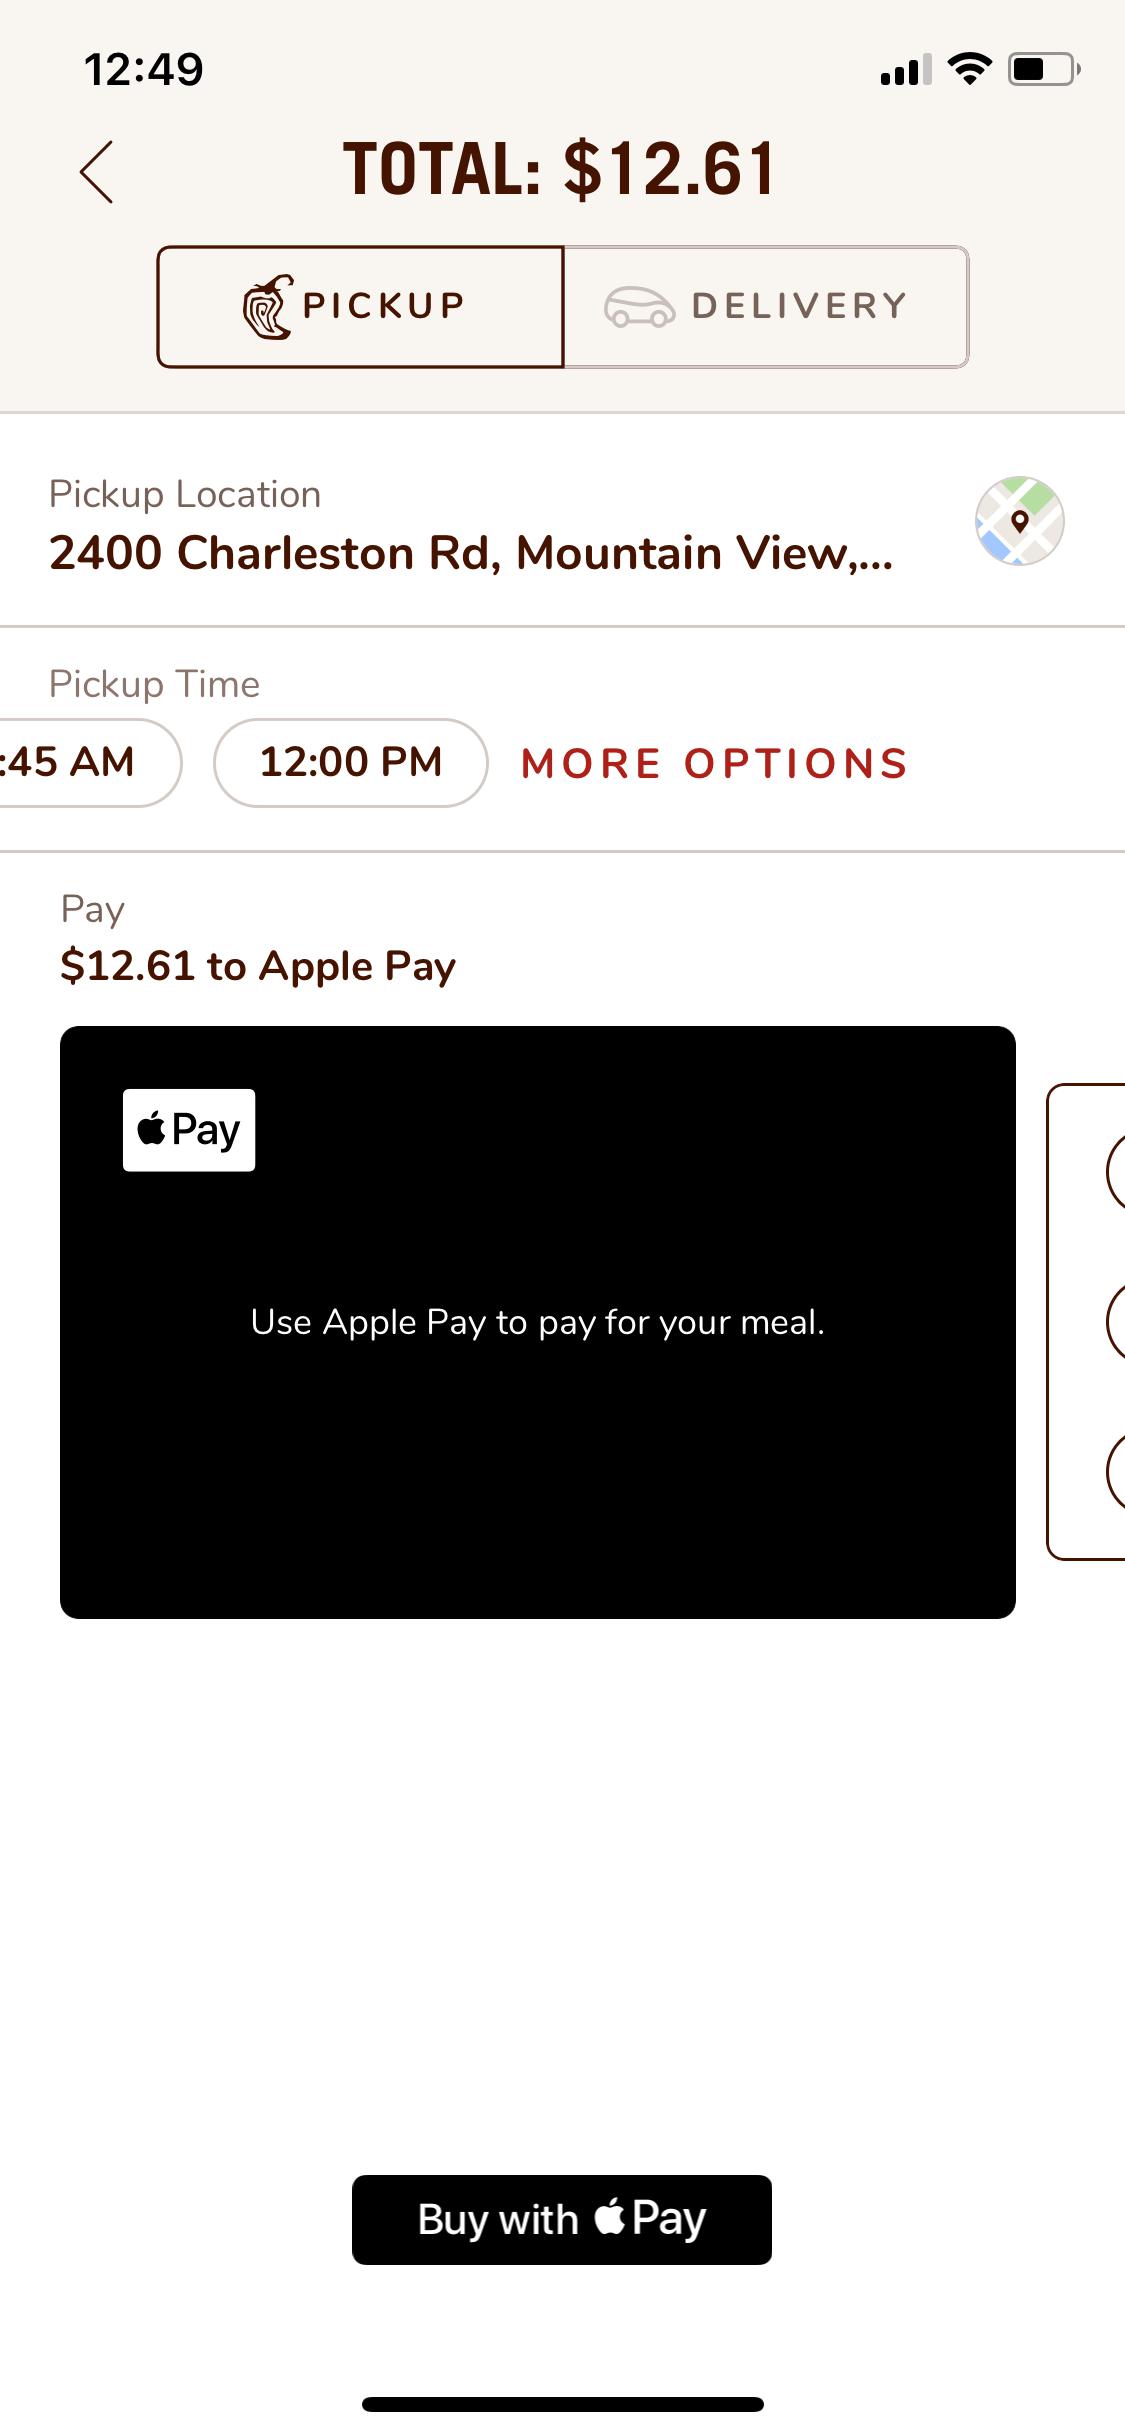 12:49
TOTAL: $12.61
PICKUP
DELIVERY
Pickup Location
2400 Charleston Rd, Mountain View,...
Pickup Time
:45 AM
12:00 PM
MORE OPTIONS
Pay
$12.61 to Apple Pay
Pay
Use Apple Pay to pay for your meal.
Buy with Pay